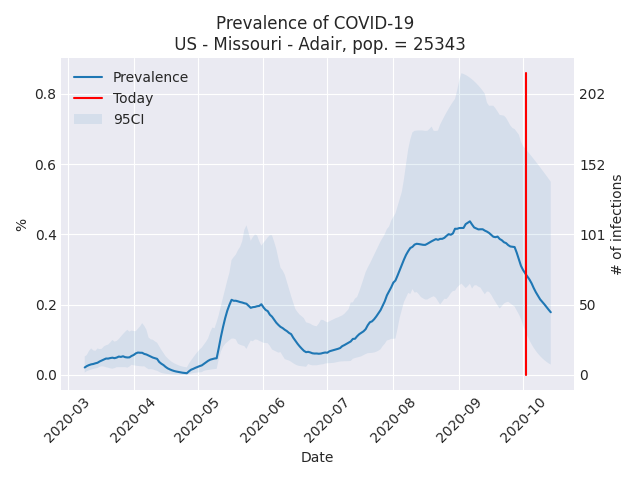 Prevalence of COVID-19
US - Missouri - Adair, pop. = 25343
Prevalence
Today
95CI
0.8
0.6
0.4
0.2
0.0
%
202
152
101
50
0
# of infections
2020-03
2020-04
2020-05
2020-06
2020-07
2020-08
2020-09
2020-10
Date